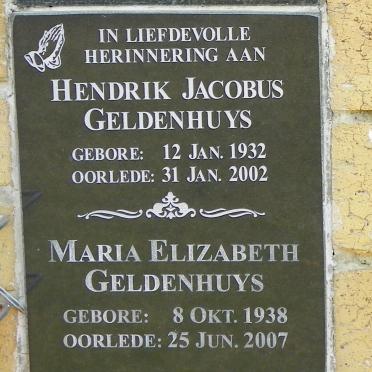 IN LIEFDEVOLLE
HERINNERING AAN
HENDRIK JACOBUS
GELDENHUYS
GEBORE: 12 JAN. 1932
OORLEDE: 31 JAN. 2002
MARIA ELIZABETH
GELDENHUYS
GEBORE: 8 OKT. 1938
OORLEDE: 25 JUN. 2007